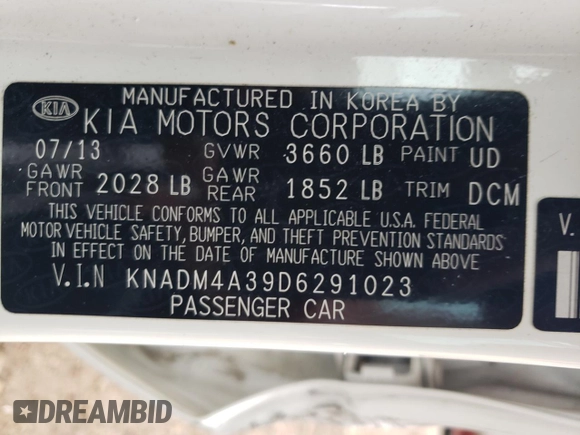 MANUFACTURED IN KOREA BY
KIA KIA MOTORS CORPORATION
07/13 GVWR 3660 LB PAINT UD
GAWR FRONT 2028 LB GAWR REAR 1852 LB TRIM DCM
THIS VEHICLE CONFORMS TO ALL APPLICABLE U.S.A. FEDERAL
MOTOR VEHICLE SAFETY, BUMPER, AND THEFT PREVENTION STANDARDS
IN EFFECT ON THE DATE OF MANUFACTURE SHOWN ABOVE.
V.I.N KNADM4A39D6291023
PASSENGER CAR
V.
DREAMBID